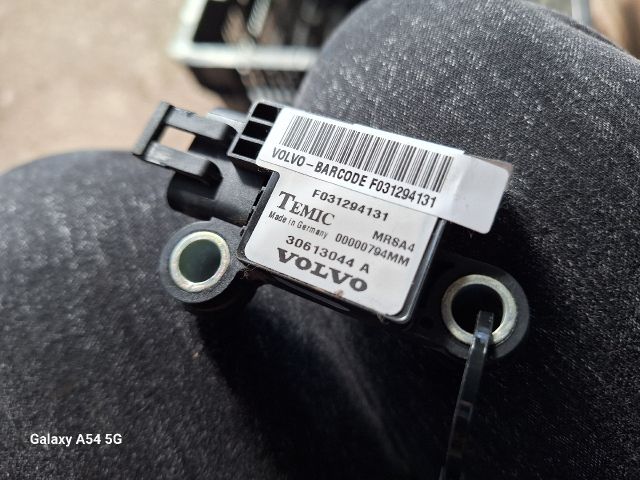 VOLVO-BARCODE F031294131
F031294131
TEMIC MRSA4
Made in Germany 00000794MM
30613044 A
VOLVO
Galaxy A54 5G